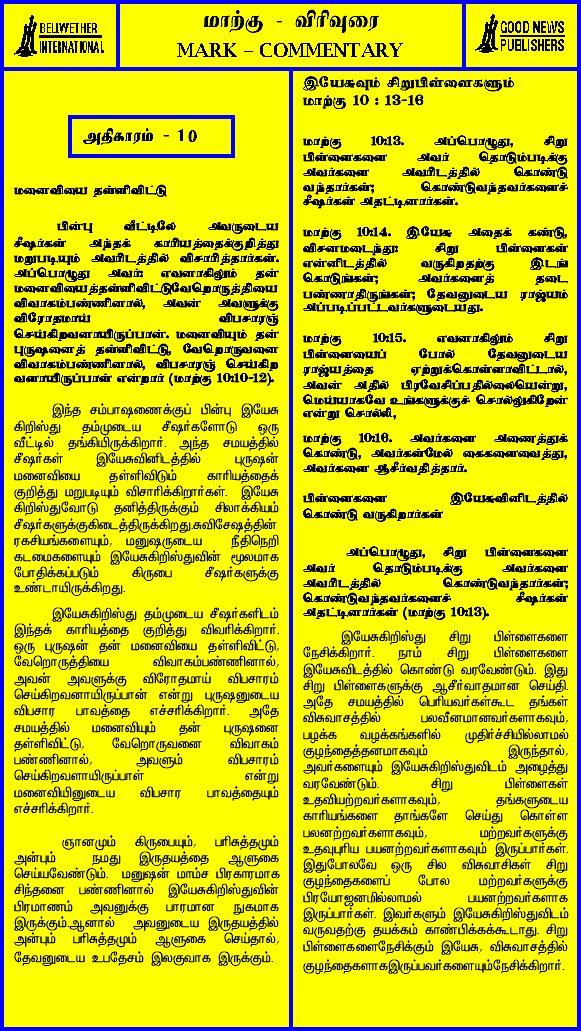 BELLWETHER
INTERNATIONAL
மாற்கு - விரிவுரை
MARK – COMMENTARY
GOOD NEWS
PUBLISHERS
அதிகாரம் - 10
மனைவியை தள்ளிவிட்டு
பின்பு வீட்டிலே அவருடைய
சீஷர்கள் அந்தக் காரியத்தைக்குறித்து
மறுபடியும் அவரிடத்தில் விசாரித்தார்கள்.
அப்பொழுது அவர்: எவனாகிலும் தன்
மனைவியைத்தள்ளிவிட்டுவேறொருத்தியை
விவாகம்பண்ணினால், அவன் அவளுக்கு
விரோதமாய் விபசாரஞ்
செய்கிறவனாயிருப்பான். மனைவியும் தன்
புருஷனைத் தள்ளிவிட்டு, வேறொருவனை
விவாகம்பண்ணினால், விபசாரஞ் செய்கிற
வளாயிருப்பாள் என்றார் (மாற்கு 10:10-12).
இந்த சம்பாஷணைக்குப் பின்பு இயேசு
கிறிஸ்து தம்முடைய சீஷர்களோடு ஒரு
வீட்டில் தங்கியிருக்கிறார். அந்த சமயத்தில்
சீஷர்கள் இயேசுவினிடத்தில் புருஷன்
மனைவியை தள்ளிவிடும் காரியத்தைக்
குறித்து மறுபடியும் விசாரிக்கிறார்கள். இயேசு
கிறிஸ்துவோடு தனித்திருக்கும் சிலாக்கியம்
சீஷர்களுக்குகிடைத்திருக்கிறது.சுவிசேஷத்தின்
ரகசியங்களையும், மனுஷருடைய நீதிநெறி
கடமைகளையும் இயேசுகிறிஸ்துவின் மூலமாக
போதிக்கப்படும் கிருபை சீஷர்களுக்கு
உண்டாயிருக்கிறது.
இயேசுகிறிஸ்து தம்முடைய சீஷர்களிடம்
இந்தக் காரியத்தை குறித்து விவரிக்கிறார்.
ஒரு புருஷன் தன் மனைவியை தள்ளிவிட்டு,
வேறொருத்தியை விவாகம்பண்ணினால்,
அவன் அவளுக்கு விரோதமாய் விபசாரம்
செய்கிறவனாயிருப்பான் என்று புருஷனுடைய
விபசார பாவத்தை எச்சரிக்கிறார். அதே
சமயத்தில் மனைவியும் தன் புருஷனை
தள்ளிவிட்டு, வேறொருவனை விவாகம்
பண்ணினால், அவளும் விபசாரம்
செய்கிறவளாயிருப்பாள் என்று
மனைவியினுடைய விபசார பாவத்தையும்
எச்சரிக்கிறார்.
ஞானமும் கிருபையும், பரிசுத்தமும்
அன்பும் நமது இருதயத்தை ஆளுகை
செய்யவேண்டும். மனுஷன் மாம்ச பிரகாரமாக
சிந்தனை பண்ணினால் இயேசுகிறிஸ்துவின்
பிரமாணம் அவனுக்கு பாரமான நுகமாக
இருக்கும்.ஆனால் அவனுடைய இருதயத்தில்
அன்பும் பரிசுத்தமும் ஆளுகை செய்தால்,
தேவனுடைய உபதேசம் இலகுவாக இருக்கும்.
இயேசுவும் சிறுபிள்ளைகளும்
மாற்கு 10 : 13-16
மாற்கு 10:13. அப்பொழுது, சிறு
பிள்ளைகளை அவர் தொடும்படிக்கு
அவர்களை அவரிடத்தில் கொண்டு
வந்தார்கள்; கொண்டுவந்தவர்களைச்
சீஷர்கள் அதட்டினார்கள்.
மாற்கு 10:14. இயேசு அதைக் கண்டு,
விசனமடைந்து: சிறு பிள்ளைகள்
என்னிடத்தில் வருகிறதற்கு இடங்
கொடுங்கள்; அவர்களைத் தடை
பண்ணாதிருங்கள்; தேவனுடைய ராஜ்யம்
அப்படிப்பட்டவர்களுடையது.
மாற்கு 10:15. எவனாகிலும் சிறு
பிள்ளையைப் போல் தேவனுடைய
ராஜ்யத்தை ஏற்றுக்கொள்ளாவிட்டால்,
அவன் அதில் பிரவேசிப்பதில்லையென்று,
மெய்யாகவே உங்களுக்குச் சொல்லுகிறேன்
என்று சொல்லி,
மாற்கு 10:16. அவர்களை அணைத்துக்
கொண்டு, அவர்கள்மேல் கைகளைவைத்து,
அவர்களை ஆசீர்வதித்தார்.
பிள்ளைகளை இயேசுவினிடத்தில்
கொண்டு வருகிறார்கள்
அப்பொழுது, சிறு பிள்ளைகளை
அவர் தொடும்படிக்கு அவர்களை
அவரிடத்தில் கொண்டுவந்தார்கள்;
கொண்டுவந்தவர்களைச் சீஷர்கள்
அதட்டினார்கள் (மாற்கு 10:13).
இயேசுகிறிஸ்து சிறு பிள்ளைகளை
நேசிக்கிறார். நாம் சிறு பிள்ளைகளை
இயேசுவிடத்தில் கொண்டு வரவேண்டும். இது
சிறு பிள்ளைகளுக்கு ஆசீர்வாதமான செய்தி.
அதே சமயத்தில் பெரியவர்கள்கூட தங்கள்
விசுவாசத்தில் பலவீனமானவர்களாகவும்,
பழக்க வழக்கங்களில் முதிர்ச்சியில்லாமல்
குழந்தைத்தனமாகவும் இருந்தால்,
அவர்களையும் இயேசுகிறிஸ்துவிடம் அழைத்து
வரவேண்டும். சிறு பிள்ளைகள்
உதவியற்றவர்களாகவும், தங்களுடைய
காரியங்களை தாங்களே செய்து கொள்ள
பலனற்றவர்களாகவும், மற்றவர்களுக்கு
உதவுபுரிய பயனற்றவர்களாகவும் இருப்பார்கள்.
இதுபோலவே ஒரு சில விசுவாசிகள் சிறு
குழந்தைகளைப் போல மற்றவர்களுக்கு
பிரயோஜனமில்லாமல் பயனற்றவர்களாக
இருப்பார்கள். இவர்களும் இயேசுகிறிஸ்துவிடம்
வருவதற்கு தயக்கம் காண்பிக்கக்கூடாது. சிறு
பிள்ளைகளைநேசிக்கும் இயேசு, விசுவாசத்தில்
குழந்தைகளாகஇருப்பவர்களையும்நேசிக்கிறார்.